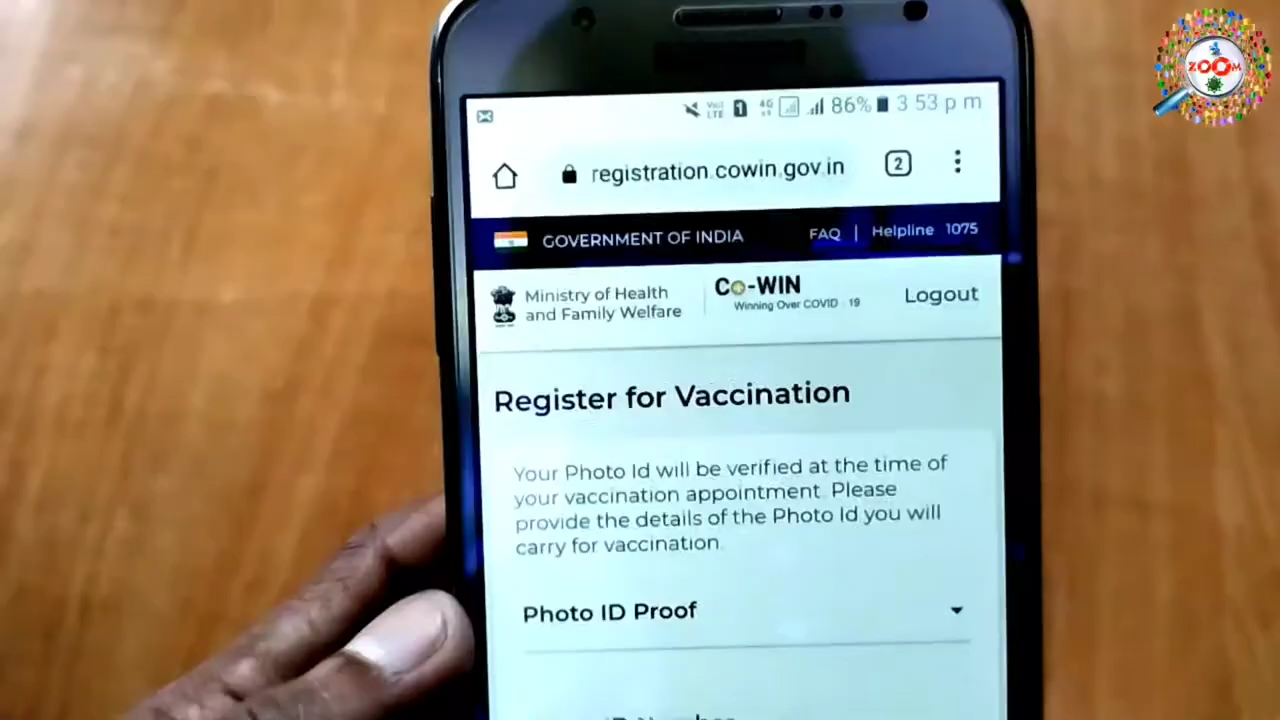 ZOOM
VoLTE 1 4G 86% 3 53 p m
registration.cowin.gov.in 2
GOVERNMENT OF INDIA FAQ | Helpline 1075
Ministry of Health
and Family Welfare
Co-WIN
Winning Over COVID 19
Logout
Register for Vaccination
Your Photo Id will be verified at the time of
your vaccination appointment. Please
provide the details of the Photo Id you will
carry for vaccination.
Photo ID Proof